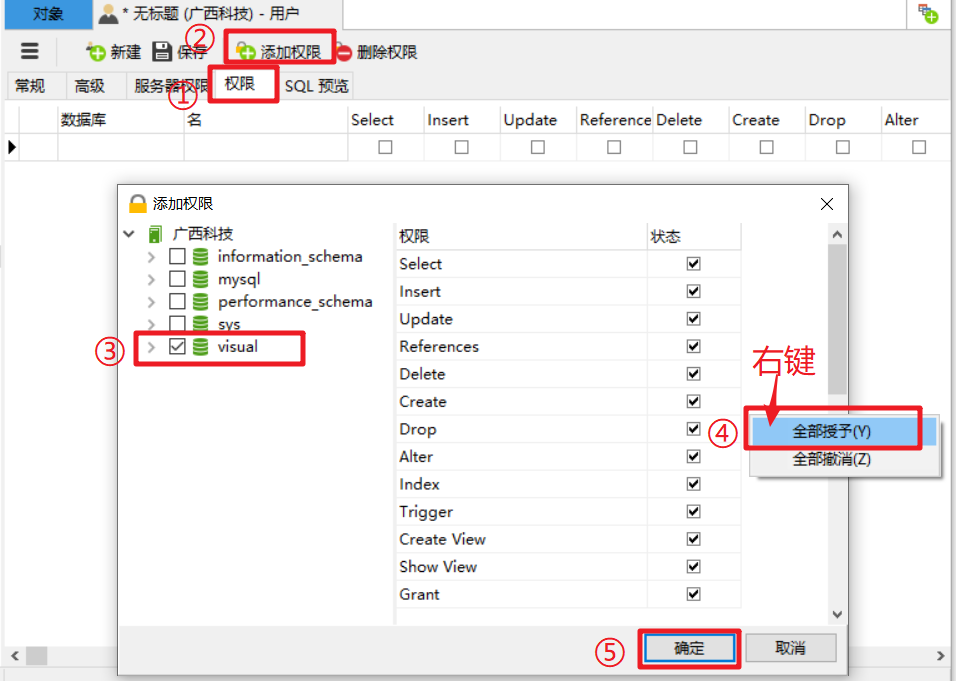 对象
* 无标题 (广西科技) - 用户
②
新建 保存 添加权限 删除权限
常规 高级 服务器权限 权限 SQL 预览
①
数据库 名 Select Insert Update Reference Delete Create Drop Alter
添加权限
广西科技
information_schema
mysql
performance_schema
sys
③ visual
权限 状态
Select
Insert
Update
References
Delete
Create
Drop
Alter
Index
Trigger
Create View
Show View
Grant
右键
④ 全部授予(Y)
全部撤消(Z)
⑤ 确定 取消